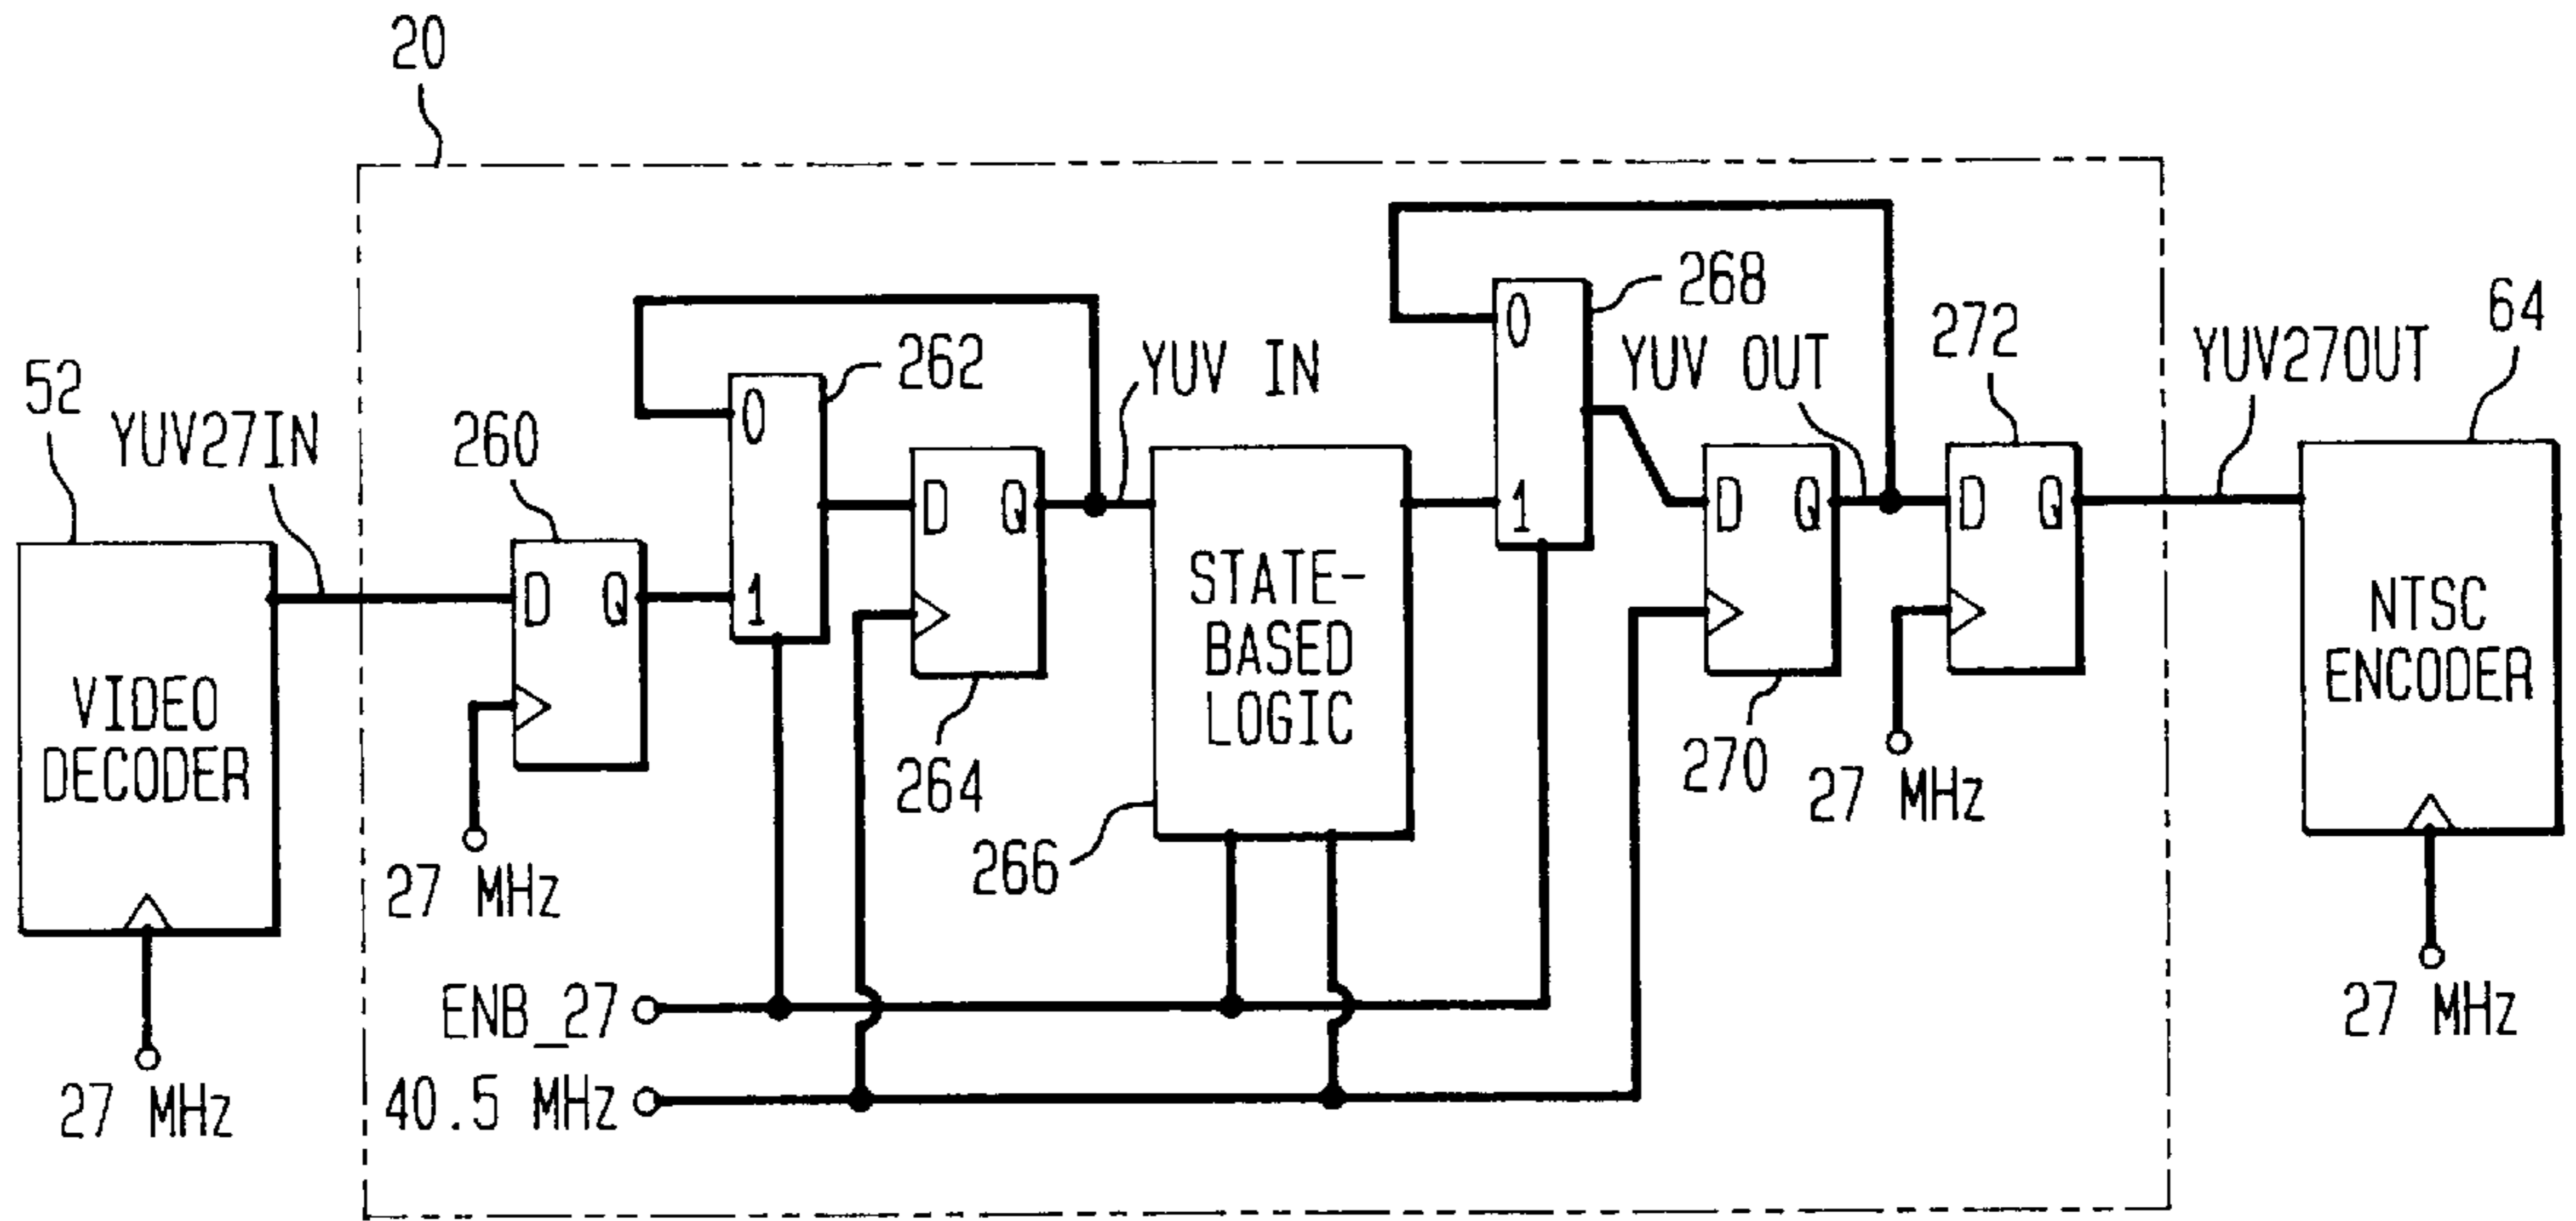 20
52
YUV27IN
260
262
YUV IN
268
YUV OUT
272
YUV27OUT
64
0
1
D Q
D Q
0
1
D Q
D Q
VIDEO
DECODER
STATE-
BASED
LOGIC
NTSC
ENCODER
264
266
270
27 MHz
27 MHz
27 MHz
27 MHz
ENB_27
40.5 MHz